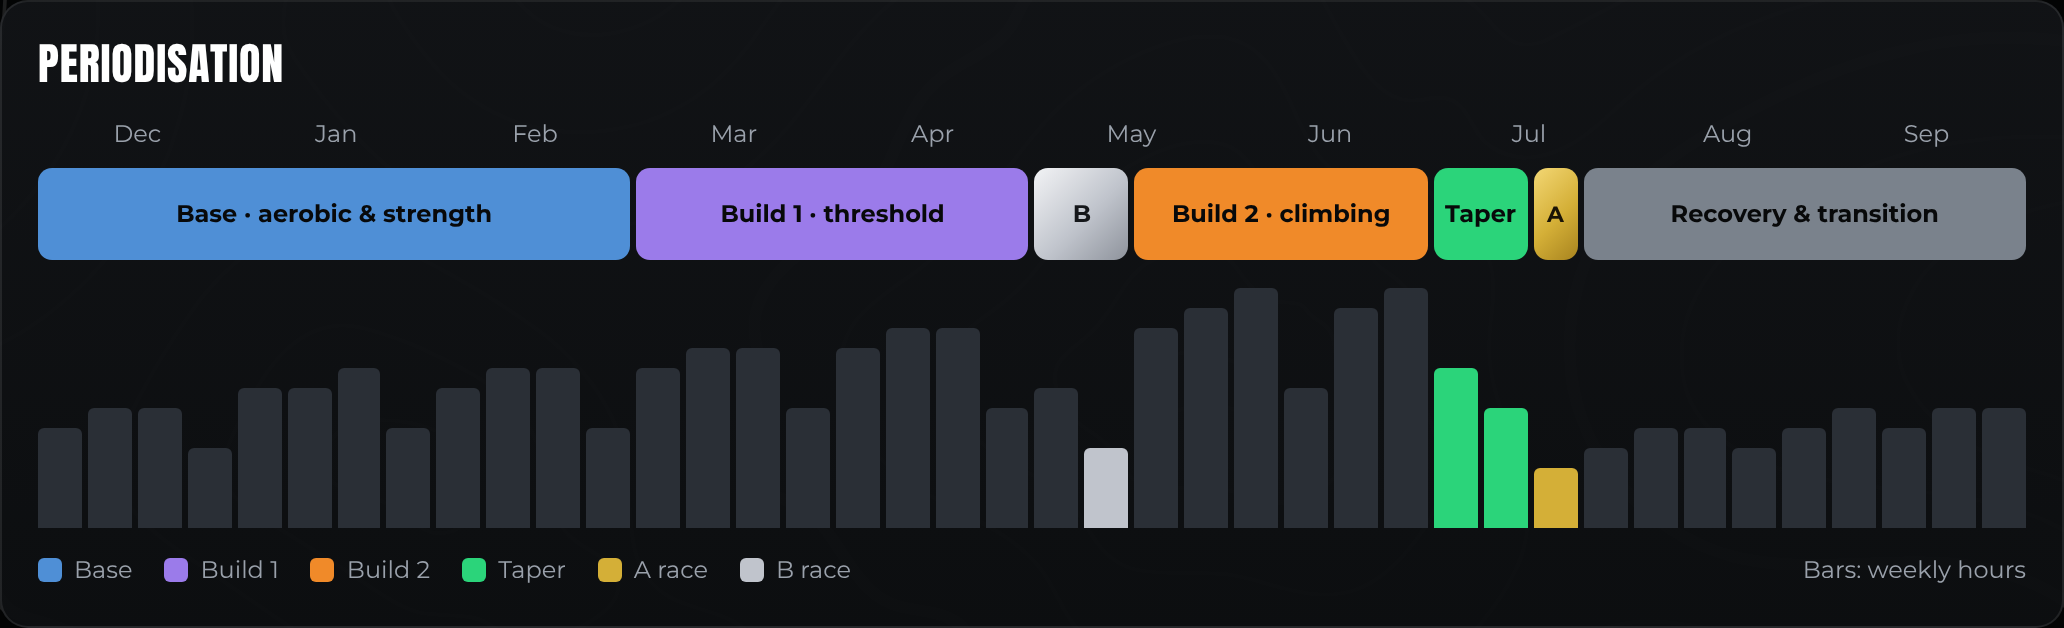 PERIODISATION
Dec Jan Feb Mar Apr May Jun Jul Aug Sep
Base · aerobic & strength Build 1 · threshold B Build 2 · climbing Taper A Recovery & transition
Base Build 1 Build 2 Taper A race B race Bars: weekly hours